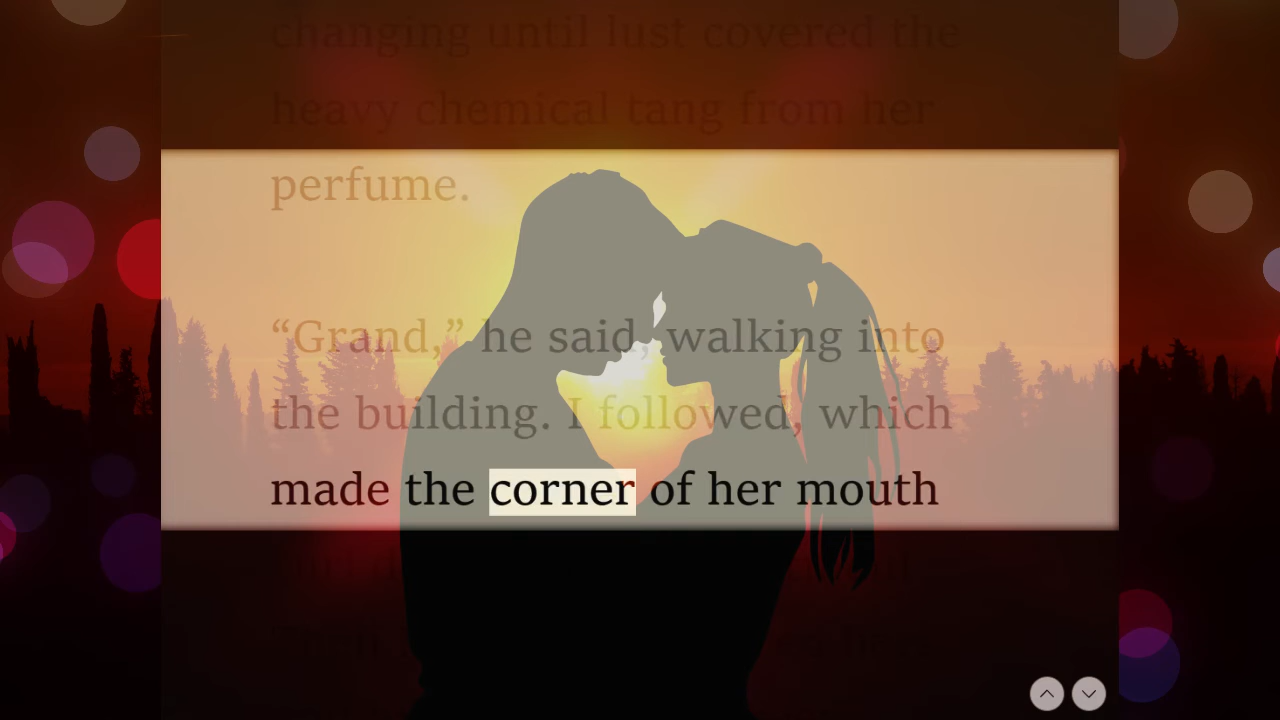 changing until lust covered the
heavy chemical tang from her
perfume.
“Grand,” he said, walking into
the building. I followed, which
made the corner of her mouth